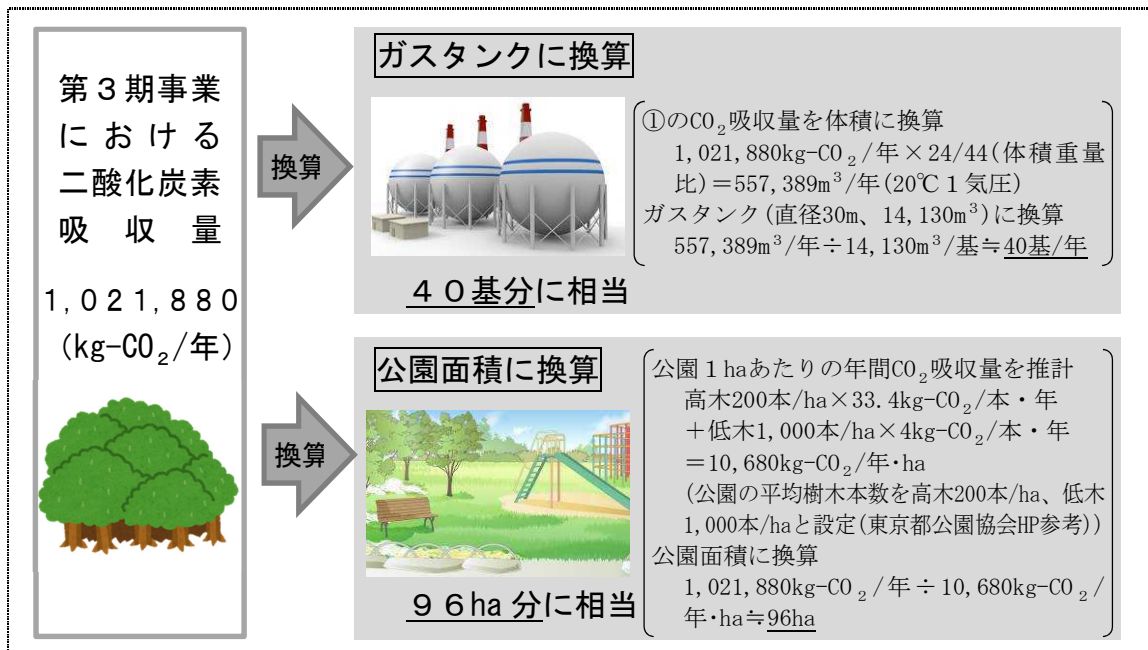 第３期事業
における
二酸化炭素
吸収量
1,021,880
(kg-CO₂/年)
換算
ガスタンクに換算
①のCO₂吸収量を体積に換算
1,021,880kg-CO₂/年×24/44(体積重量
比)＝557,389m³/年(20℃１気圧)
ガスタンク(直径30m、14,130m³)に換算
557,389m³/年÷14,130m³/基≒40基/年
４０基分に相当
換算
公園面積に換算
公園１haあたりの年間CO₂吸収量を推計
高木200本/ha×33.4kg-CO₂/本・年
＋低木1,000本/ha×4kg-CO₂/本・年
＝10,680kg-CO₂/年・ha
(公園の平均樹木本数を高木200本/ha、低木
1,000本/haと設定(東京都公園協会HP参考))
公園面積に換算
1,021,880kg-CO₂/年÷10,680kg-CO₂/
年・ha≒96ha
９６ha分に相当